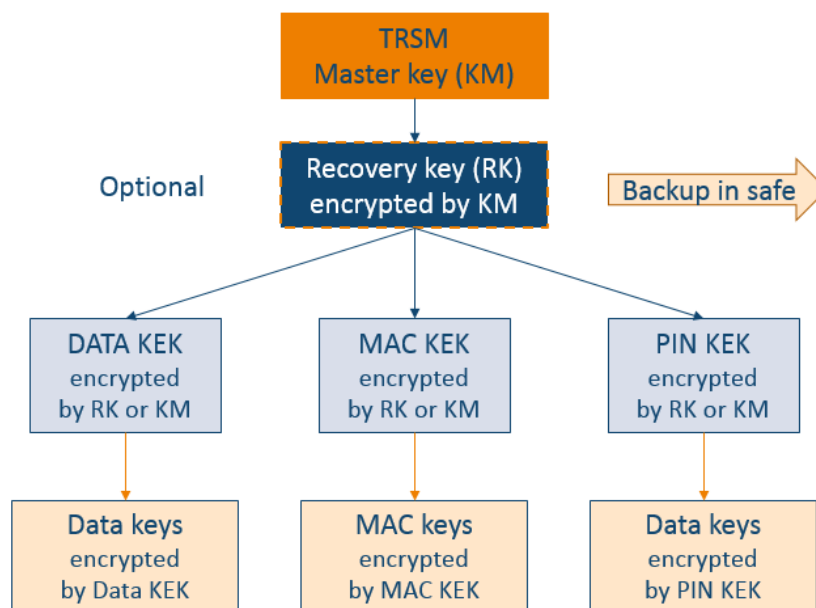 TRSM
Master key (KM)
Optional
Recovery key (RK)
encrypted by KM
Backup in safe
DATA KEK
encrypted
by RK or KM
MAC KEK
encrypted
by RK or KM
PIN KEK
encrypted
by RK or KM
Data keys
encrypted
by Data KEK
MAC keys
encrypted
by MAC KEK
Data keys
encrypted
by PIN KEK